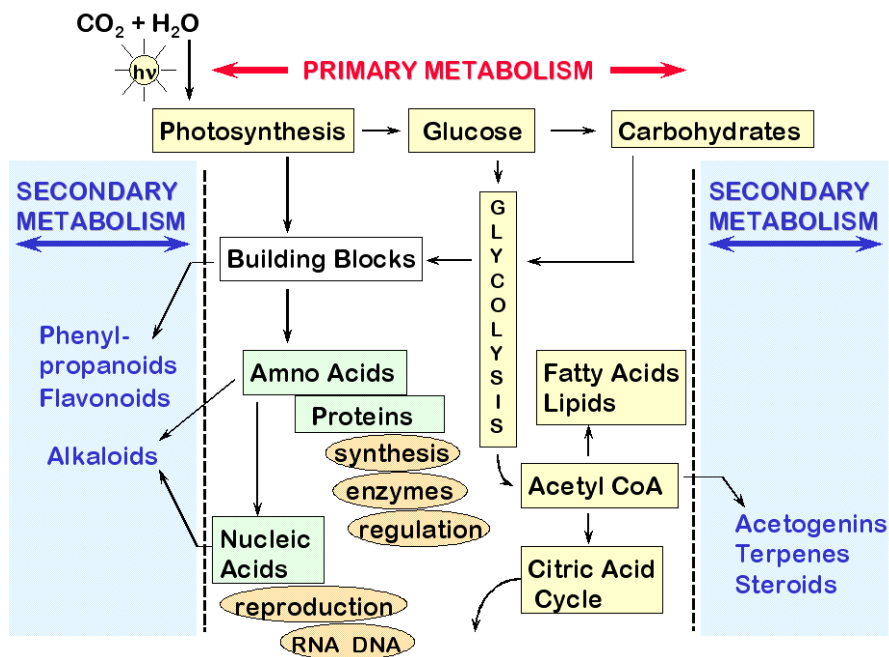 CO₂ + H₂O
hν
PRIMARY METABOLISM
Photosynthesis
Glucose
Carbohydrates
SECONDARY
METABOLISM
SECONDARY
METABOLISM
GLYCOLYSIS
Building Blocks
Phenyl-
propanoids
Flavonoids
Amno Acids
Proteins
Fatty Acids
Lipids
Alkaloids
synthesis
enzymes
regulation
Acetyl CoA
Nucleic
Acids
Acetogenins
Terpenes
Steroids
Citric Acid
Cycle
reproduction
RNA DNA